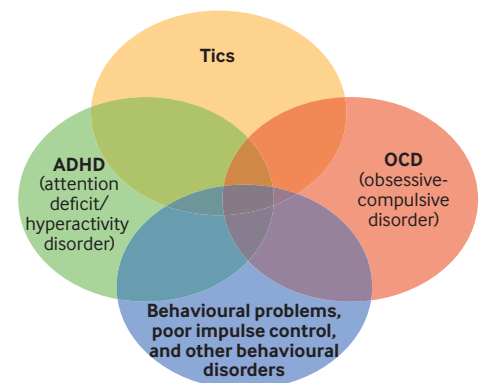 Tics
ADHD
(attention
deficit/
hyperactivity
disorder)
OCD
(obsessive-
compulsive
disorder)
Behavioural problems,
poor impulse control,
and other behavioural
disorders